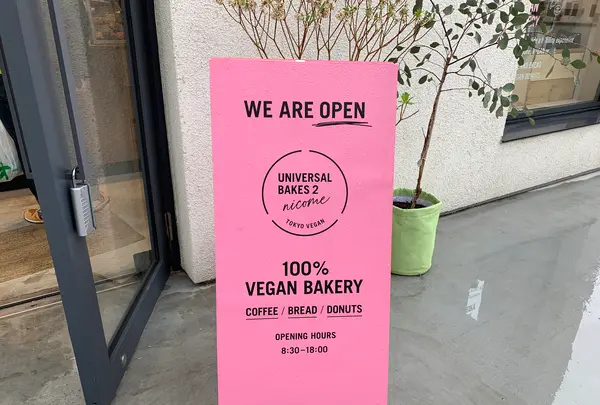 WE ARE OPEN
UNIVERSAL
BAKES 2
nicome
TOKYO VEGAN
100%
VEGAN BAKERY
COFFEE / BREAD / DONUTS
OPENING HOURS
8:30–18:00